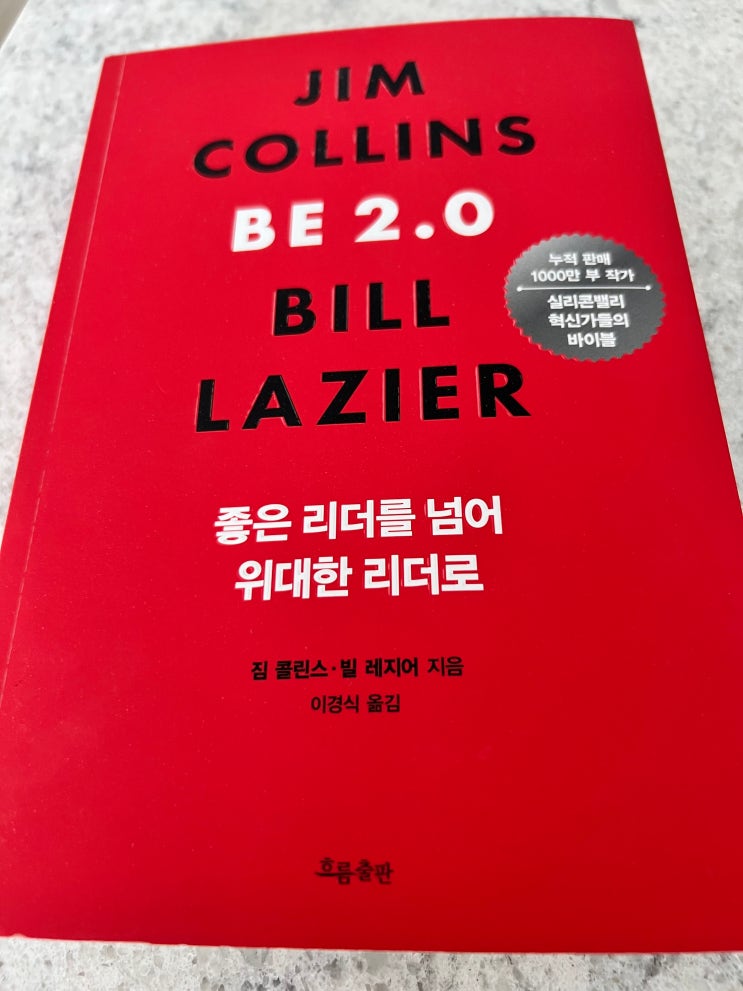 JIM
COLLINS
BE 2.0
BILL
LAZIER
누적 판매
1000만 부 작가
실리콘밸리
혁신가들의
바이블
좋은 리더를 넘어
위대한 리더로
짐 콜린스·빌 레지어 지음
이경식 옮김
흐름출판